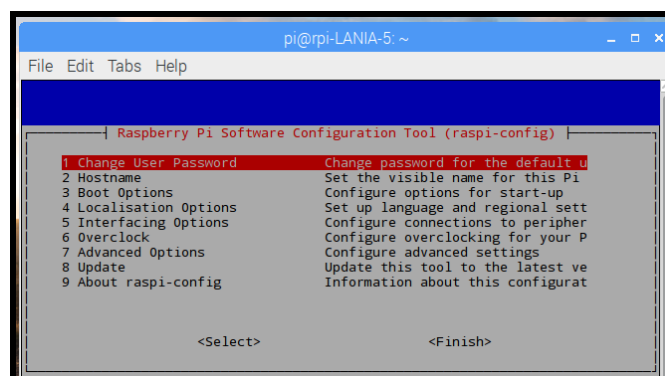 pi@rpi-LANIA-5: ~
File Edit Tabs Help
Raspberry Pi Software Configuration Tool (raspi-config)
1 Change User Password Change password for the default u
2 Hostname Set the visible name for this Pi
3 Boot Options Configure options for start-up
4 Localisation Options Set up language and regional sett
5 Interfacing Options Configure connections to peripher
6 Overclock Configure overclocking for your P
7 Advanced Options Configure advanced settings
8 Update Update this tool to the latest ve
9 About raspi-config Information about this configurat
<Select> <Finish>